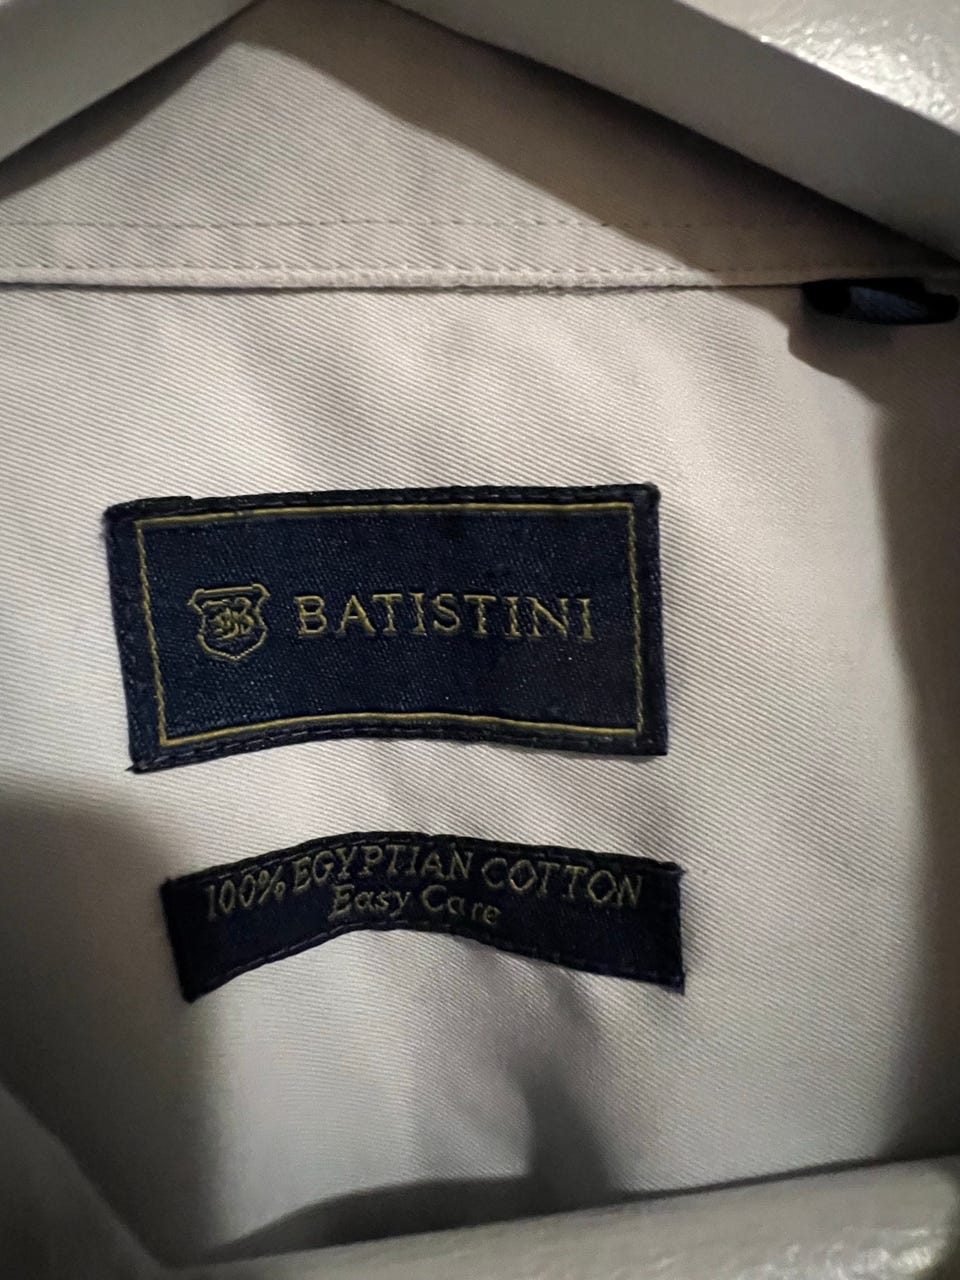 BATISTINI
100% EGYPTIAN COTTON
Easy Care